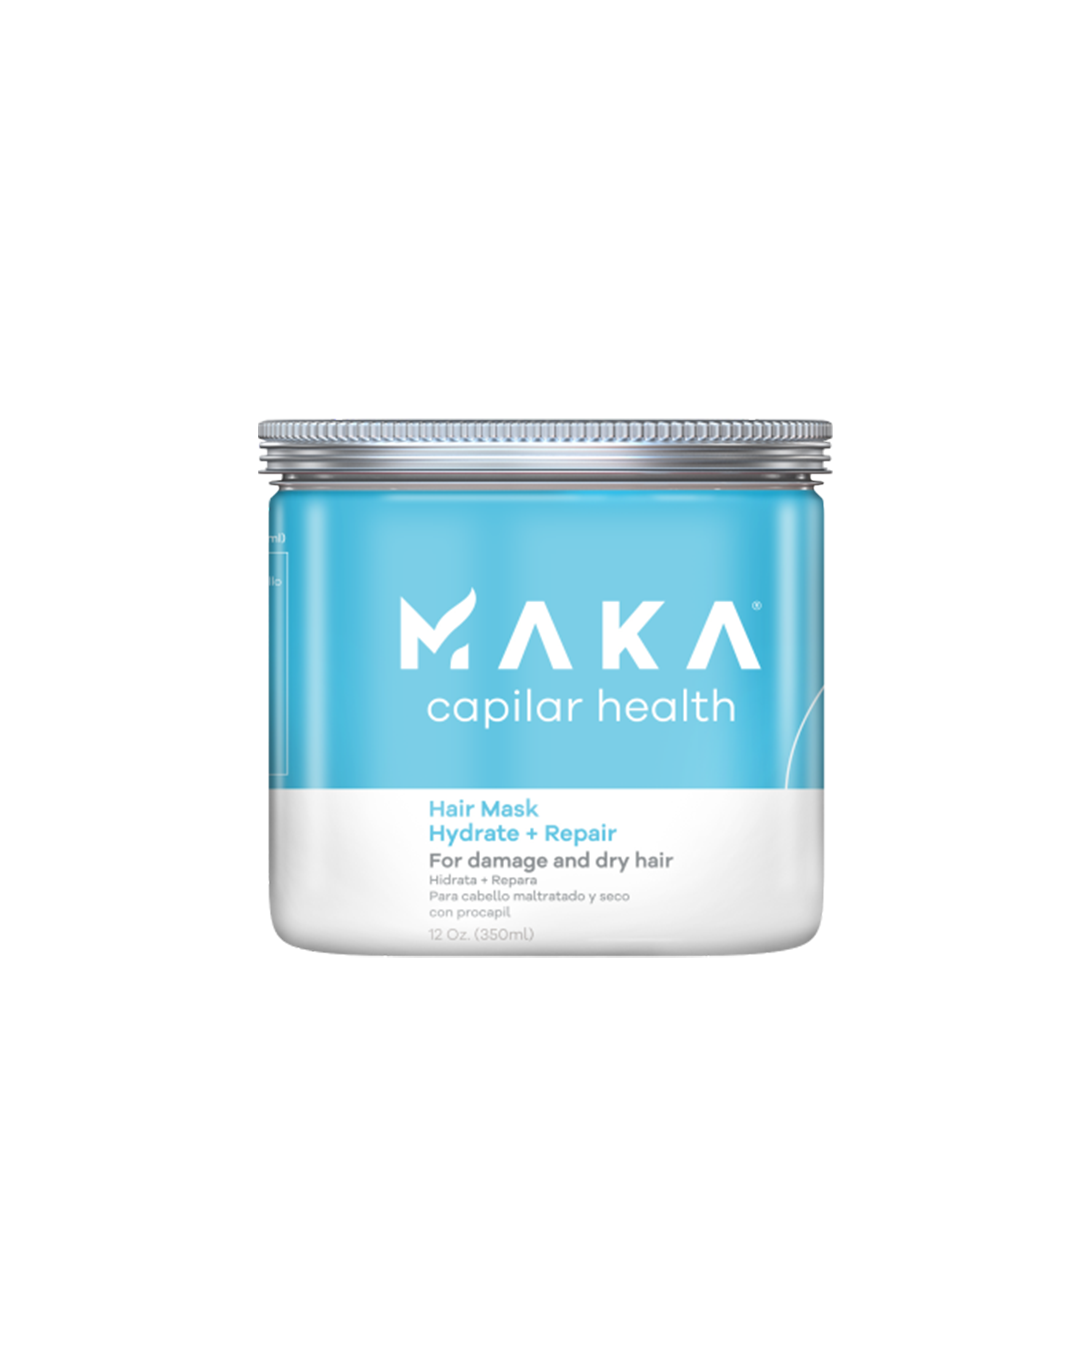 MAKA®
capilar health
Hair Mask
Hydrate + Repair
For damage and dry hair
Hidrata + Repara
Para cabello maltratado y seco
con procapil
12 Oz. (350ml)